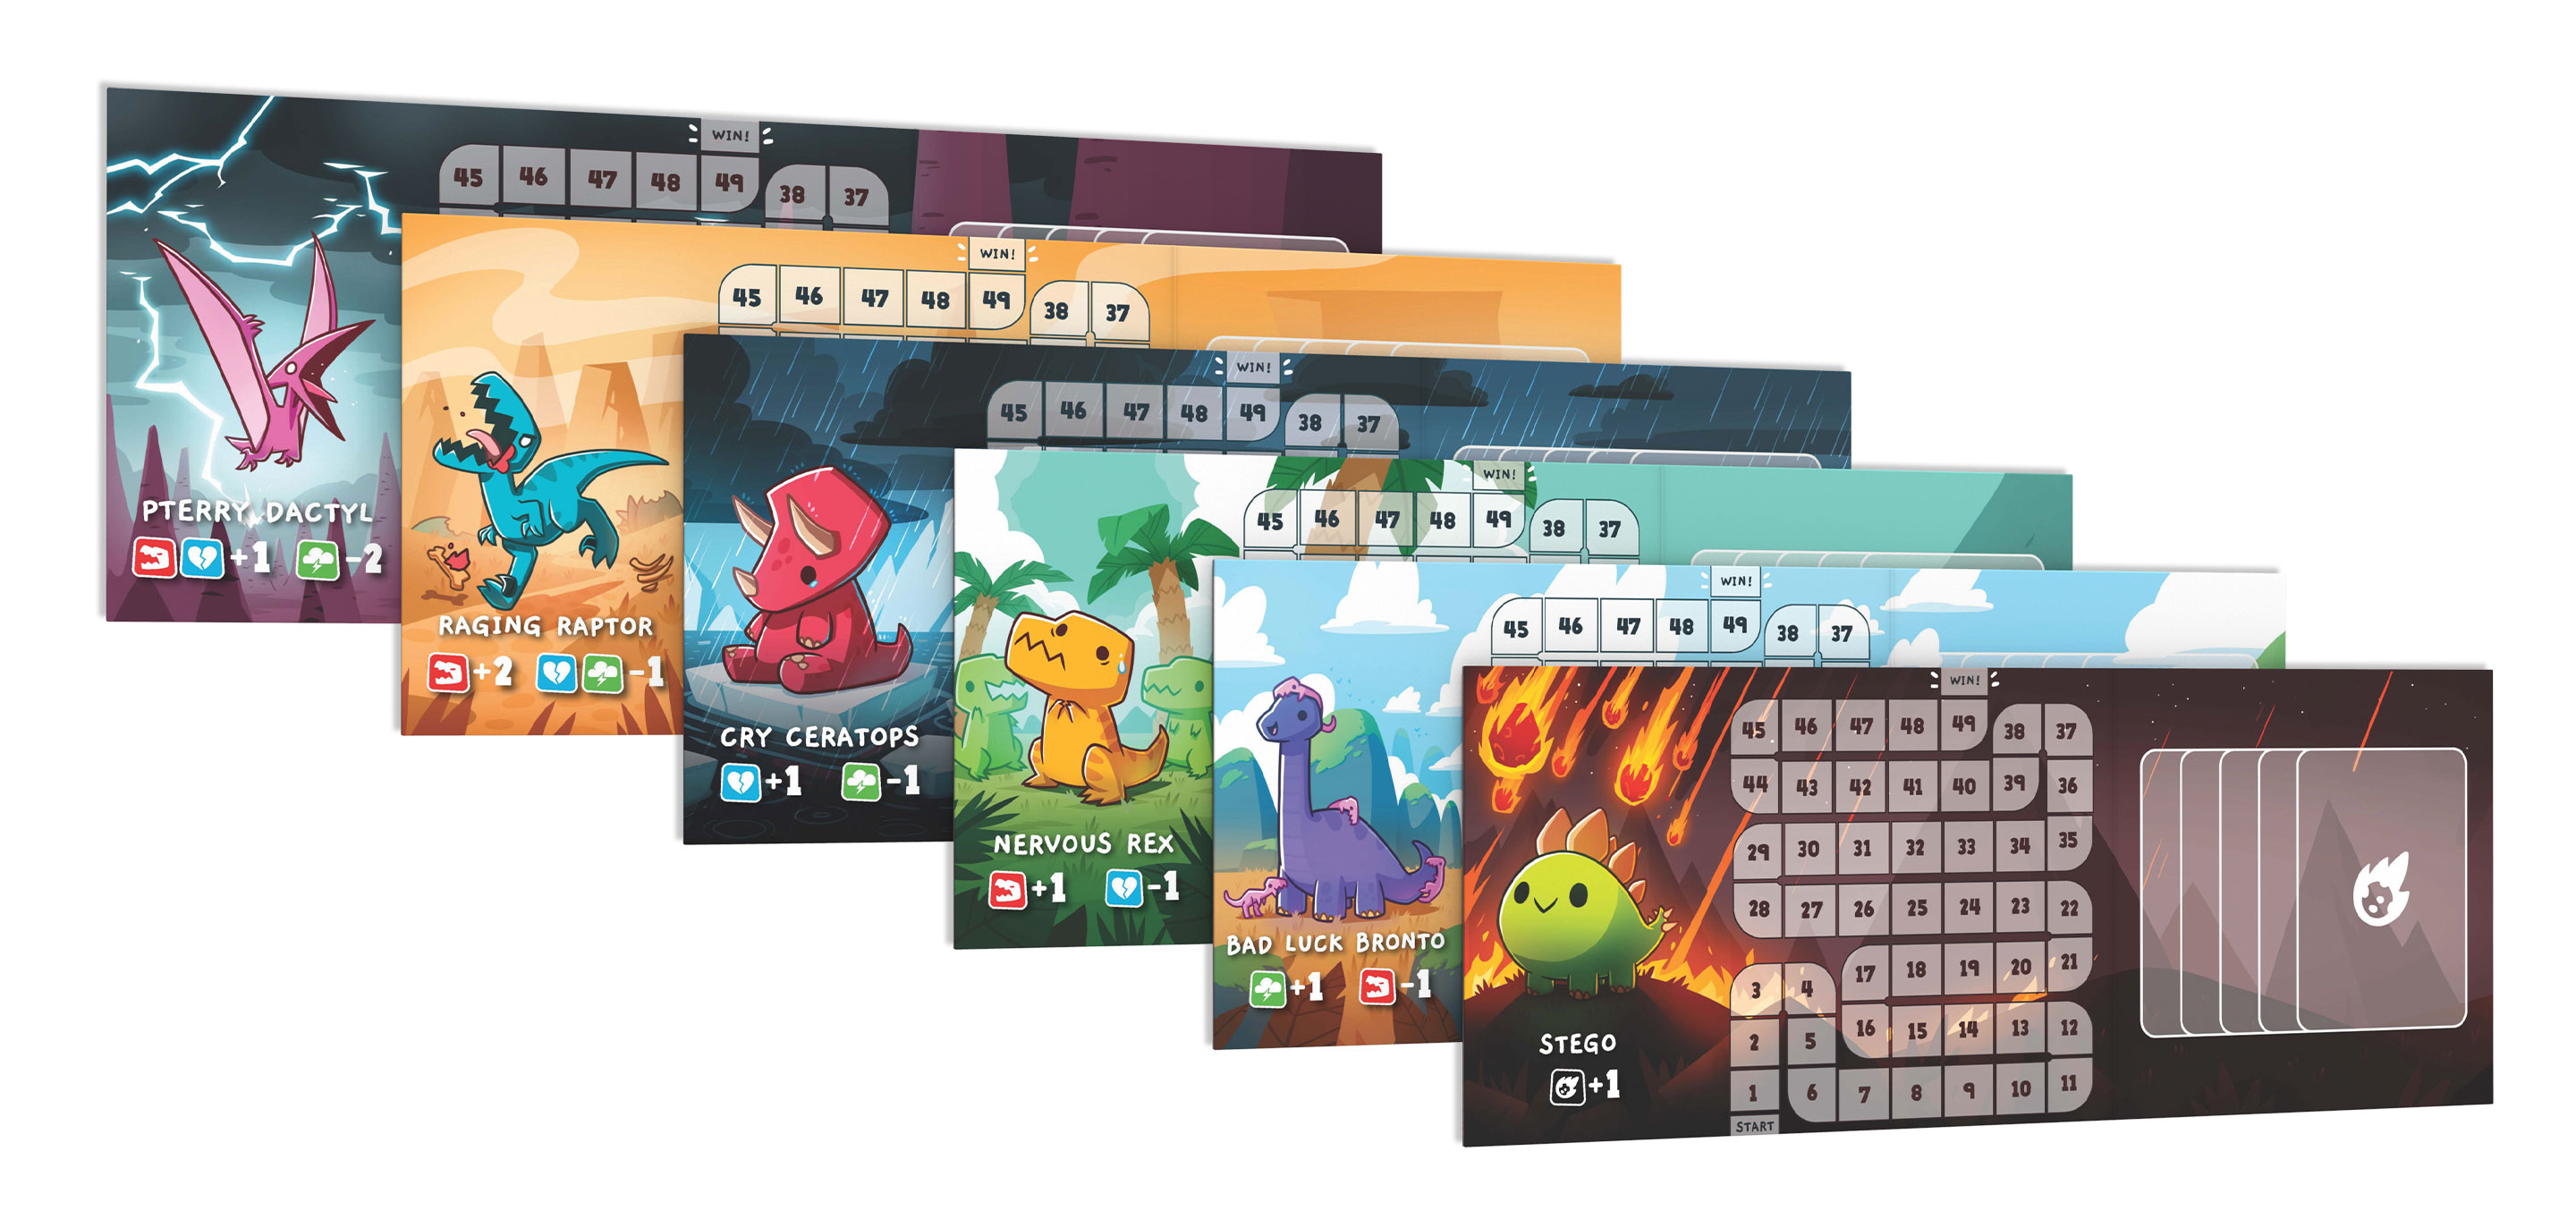 WIN!
45 46 47 48 49 38 37
PTERRY DACTYL
+1 -2
WIN!
45 46 47 48 49 38 37
RAGING RAPTOR
+2 -1
WIN!
45 46 47 48 49 38 37
CRY CERATOPS
+1 -1
WIN!
45 46 47 48 49 38 37
NERVOUS REX
+1 -1
WIN!
45 46 47 48 49 38 37
BAD LUCK BRONTO
+1 -1
WIN!
45 46 47 48 49 38 37
44 43 42 41 40 39 36
29 30 31 32 33 34 35
28 27 26 25 24 23 22
3 4 17 18 19 20 21
2 5 16 15 14 13 12
1 6 7 8 9 10 11
START
STEGO
+1